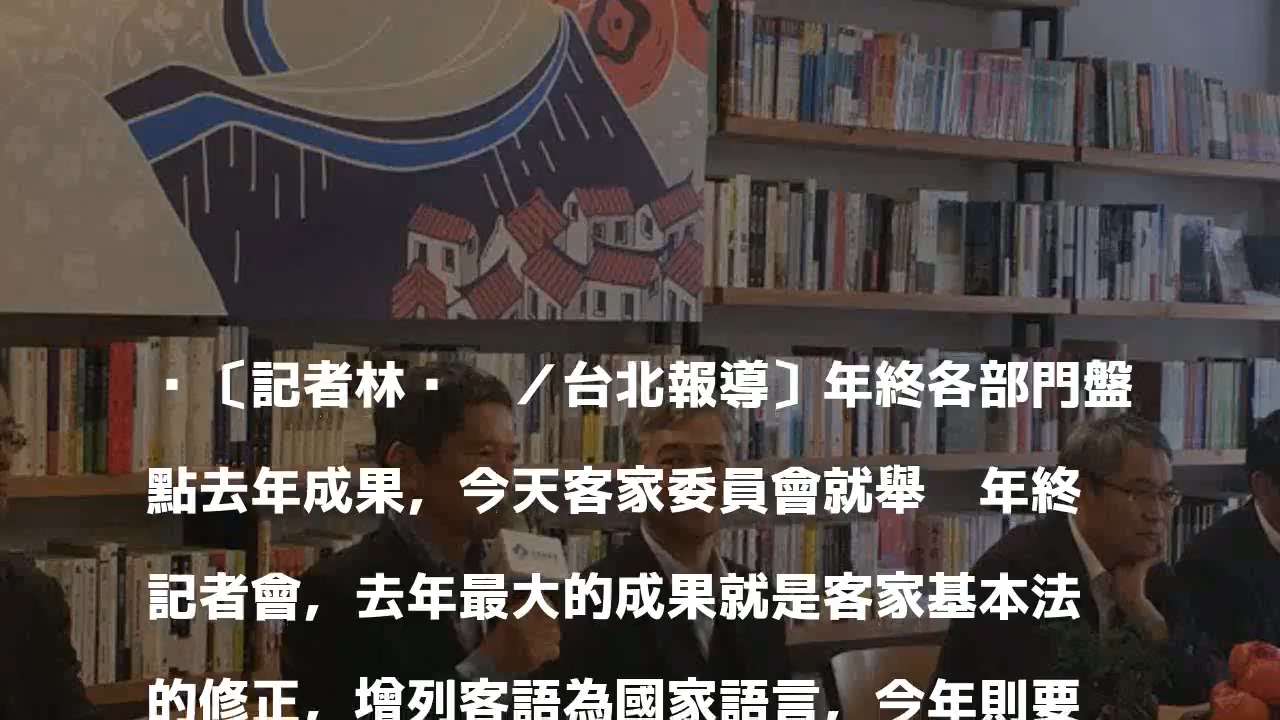 ▪〔記者林▪　／台北報導〕年終各部門盤
點去年成果，今天客家委員會就舉　年終
記者會，去年最大的成果就是客家基本法
的修正，增列客語為國家語言，今年則要